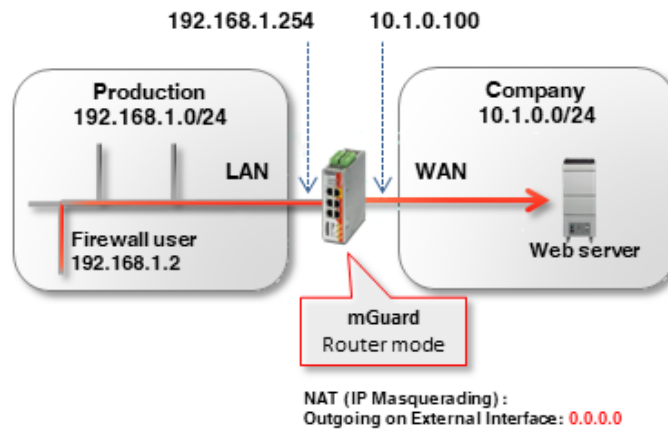 192.168.1.254
10.1.0.100
Production
192.168.1.0/24
Company
10.1.0.0/24
LAN
WAN
Firewall user
192.168.1.2
Web server
mGuard
Router mode
NAT (IP Masquerading) :
Outgoing on External Interface: 0.0.0.0